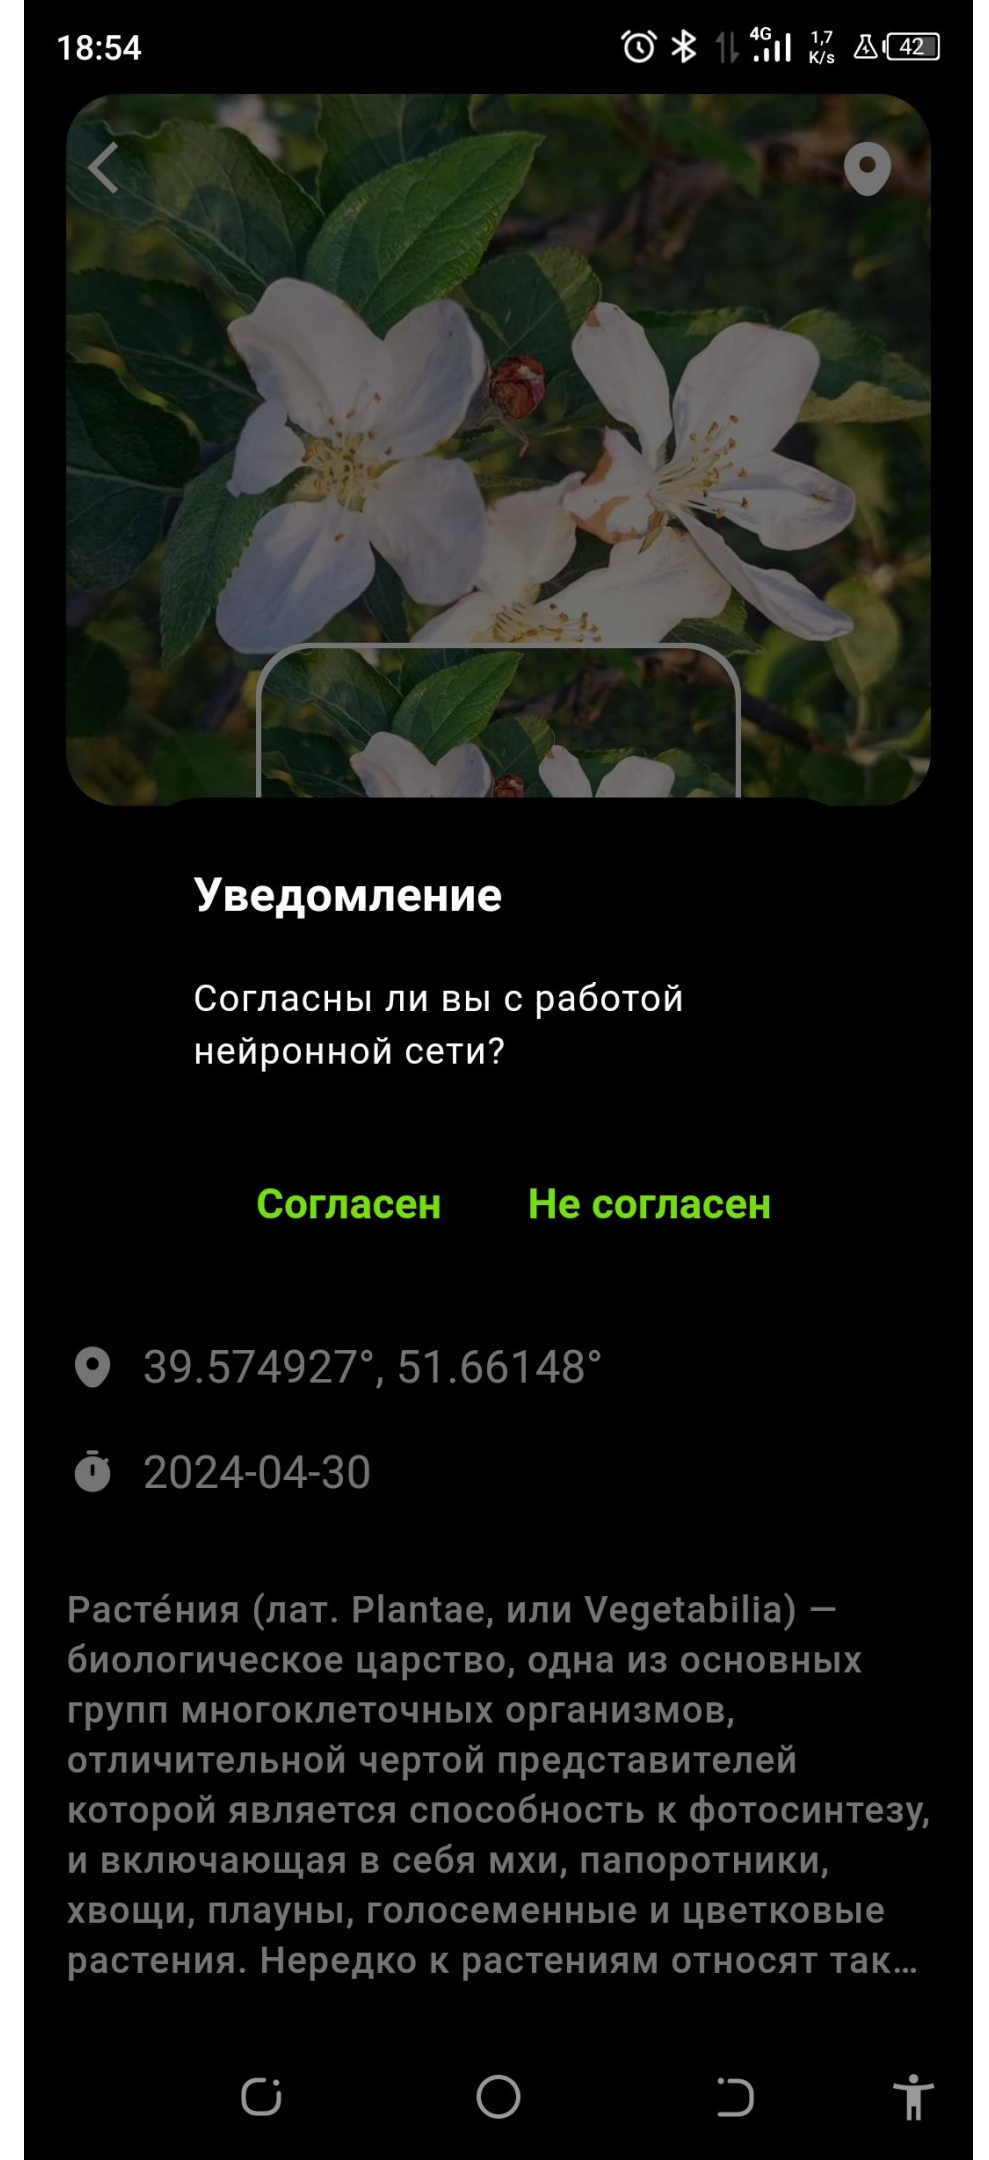 18:54
4G
1,7
K/s
42
Уведомление
Согласны ли вы с работой
нейронной сети?
Согласен
Не согласен
39.574927°, 51.66148°
2024-04-30
Расте́ния (лат. Plantae, или Vegetabilia) —
биологическое царство, одна из основных
групп многоклеточных организмов,
отличительной чертой представителей
которой является способность к фотосинтезу,
и включающая в себя мхи, папоротники,
хвощи, плауны, голосеменные и цветковые
растения. Нередко к растениям относят так…